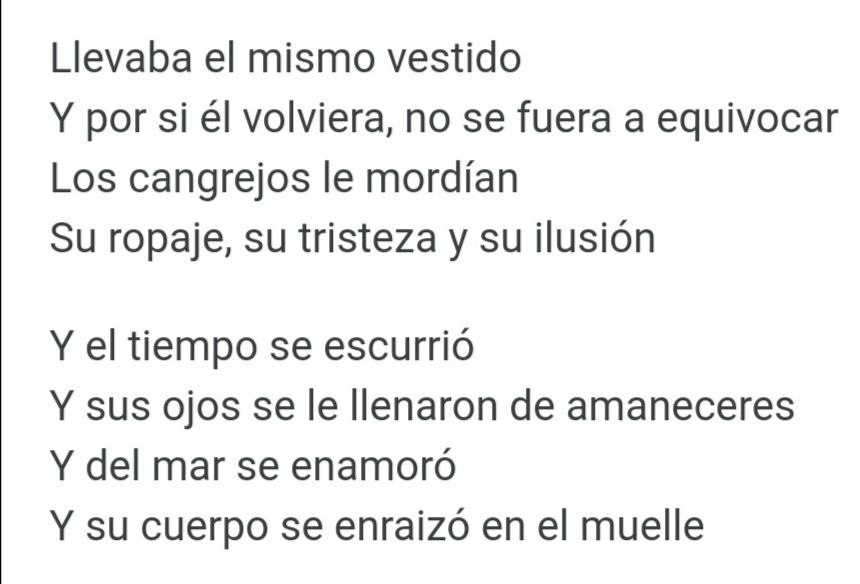 Llevaba el mismo vestido
Y por si él volviera, no se fuera a equivocar
Los cangrejos le mordían
Su ropaje, su tristeza y su ilusión
Y el tiempo se escurrió
Y sus ojos se le llenaron de amaneceres
Y del mar se enamoró
Y su cuerpo se enraizó en el muelle